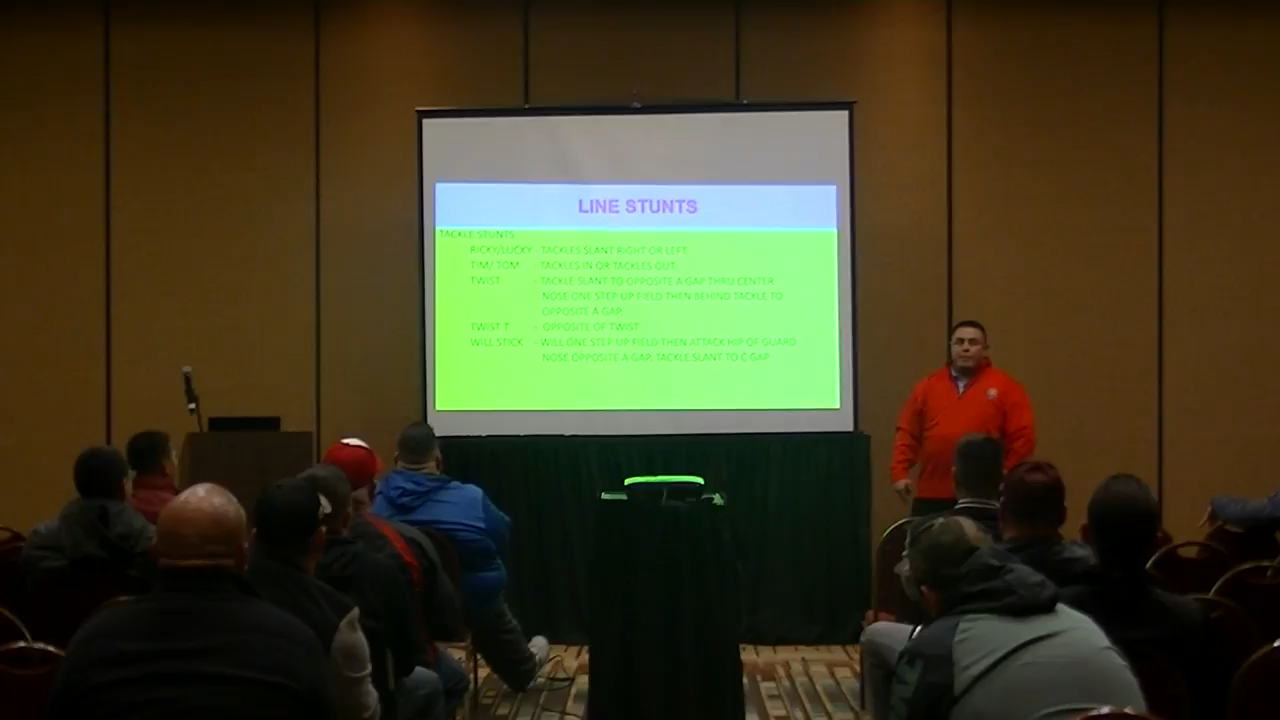 LINE STUNTS
TACKLE STUNTS
RICKY/LUCKY - TACKLES SLANT RIGHT OR LEFT
TIM/ TOM - TACKLES IN OR TACKLES OUT
TWIST - TACKLE SLANT TO OPPOSITE A GAP THRU CENTER
NOSE ONE STEP UP FIELD THEN BEHIND TACKLE TO
OPPOSITE A GAP.
TWIST T - OPPOSITE OF TWIST
WILL STICK - WILL ONE STEP UP FIELD THEN ATTACK HIP OF GUARD
NOSE OPPOSITE A GAP. TACKLE SLANT TO C GAP